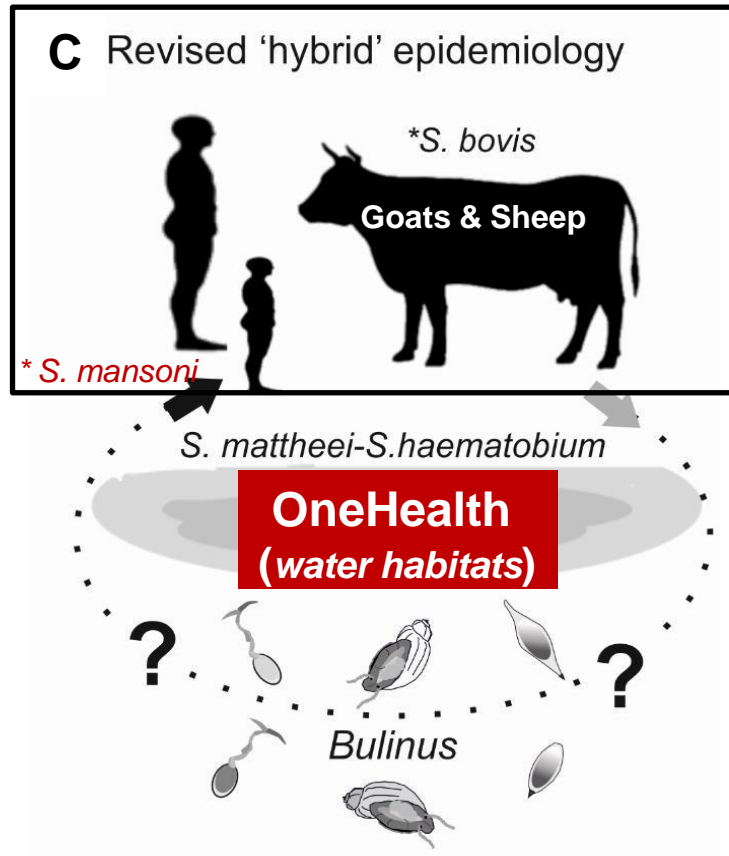 C Revised ‘hybrid’ epidemiology
*S. bovis
Goats & Sheep
* S. mansoni
S. mattheei-S.haematobium
OneHealth
(water habitats)
? ?
Bulinus